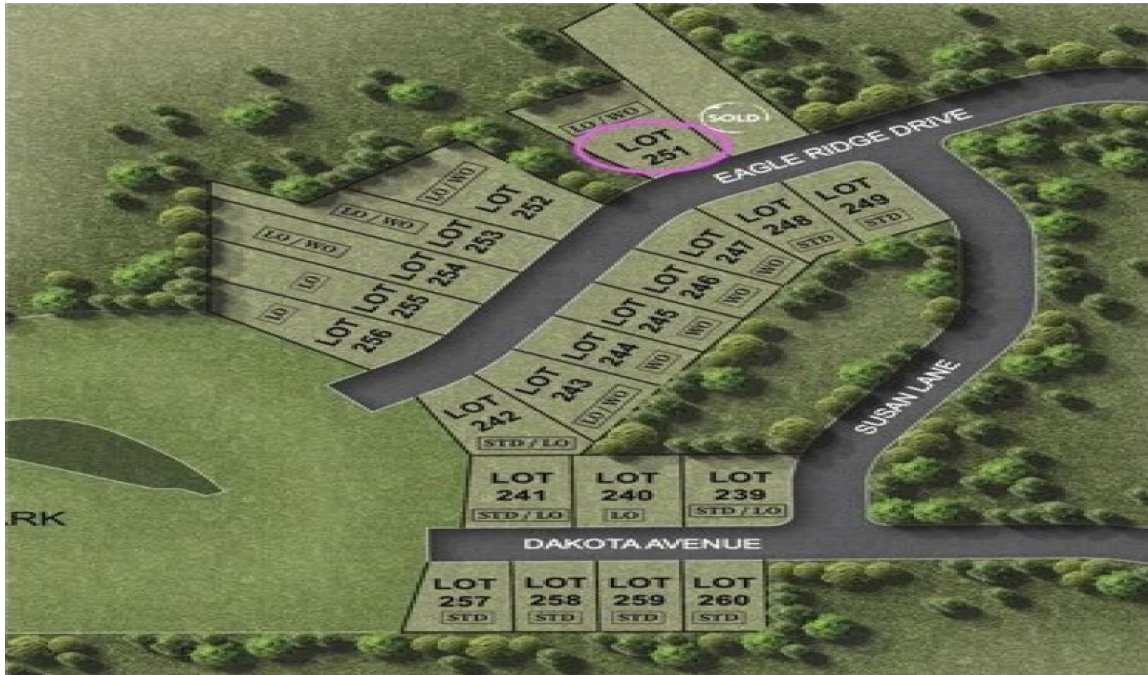 LO / WO
SOLD
LOT
251
EAGLE RIDGE DRIVE
LO / WO
LOT
252
LO / WO
LOT
253
LO / WO
LOT
254
LO
LOT
255
LO
LOT
256
LOT
249
STD
LOT
248
STD
LOT
247
WO
LOT
246
WO
LOT
245
WO
LOT
244
WO
LOT
243
LO / WO
LOT
242
STD / LO
SUSAN LANE
LOT
241
STD / LO
LOT
240
LO
LOT
239
STD / LO
ARK
DAKOTA AVENUE
LOT
257
STD
LOT
258
STD
LOT
259
STD
LOT
260
STD